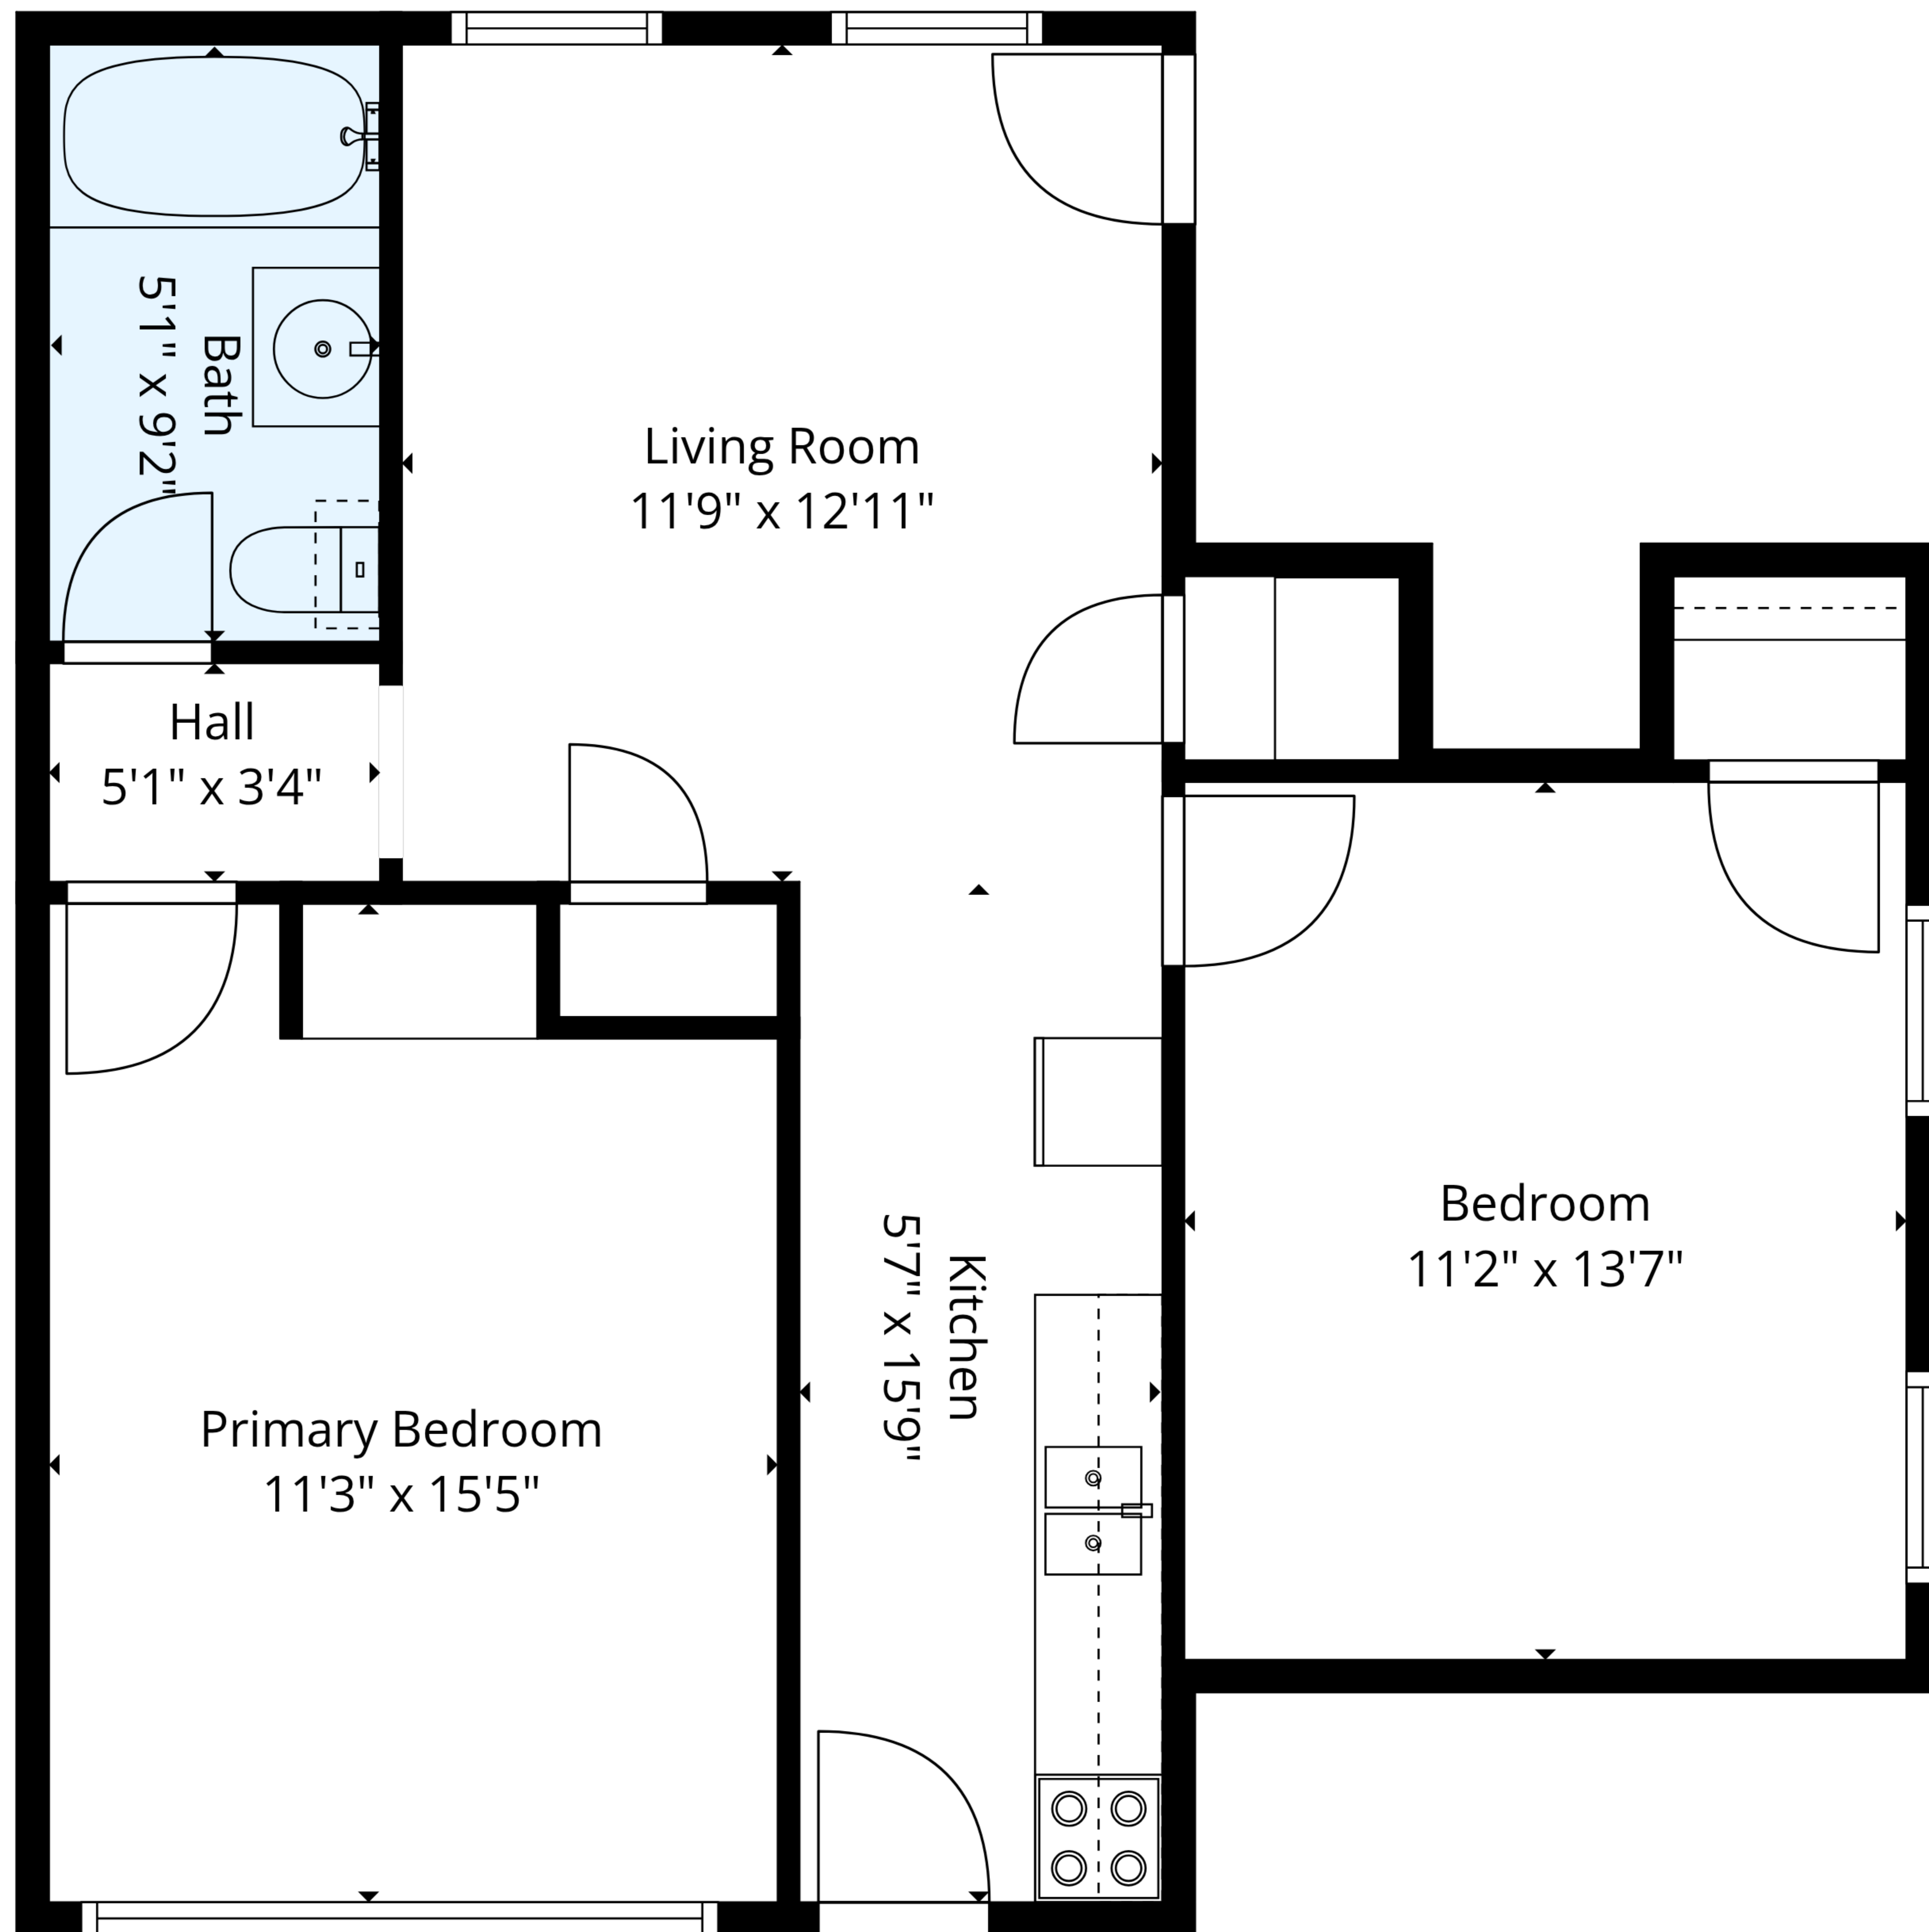 Bath
5'1" x 9'2"
Living Room
11'9" x 12'11"
Hall
5'1" x 3'4"
Bedroom
11'2" x 13'7"
Kitchen
5'7" x 15'9"
Primary Bedroom
11'3" x 15'5"